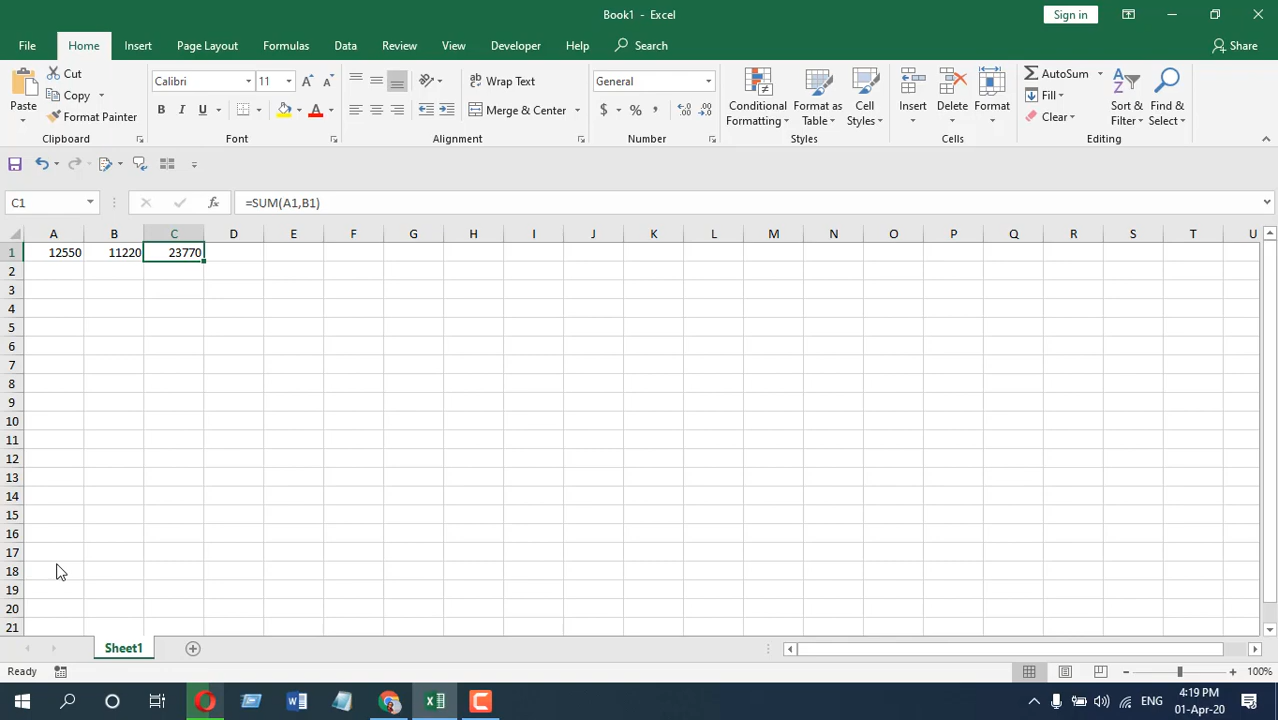 Book1 - Excel
Sign in
File Home Insert Page Layout Formulas Data Review View Developer Help Search Share
Paste
Cut
Copy
Format Painter
Clipboard
Calibri 11
B I U A
Font
Wrap Text
Merge & Center
Alignment
General
$ % ,
Number
Conditional Formatting
Format as Table
Cell Styles
Styles
Insert Delete Format
Cells
AutoSum
Fill
Clear
Sort & Filter
Find & Select
Editing
C1 fx =SUM(A1,B1)
A B C D E F G H I J K L M N O P Q R S T U
1 12550 11220 23770
2
3
4
5
6
7
8
9
10
11
12
13
14
15
16
17
18
19
20
21
Sheet1
Ready 100%
ENG 4:19 PM
01-Apr-20